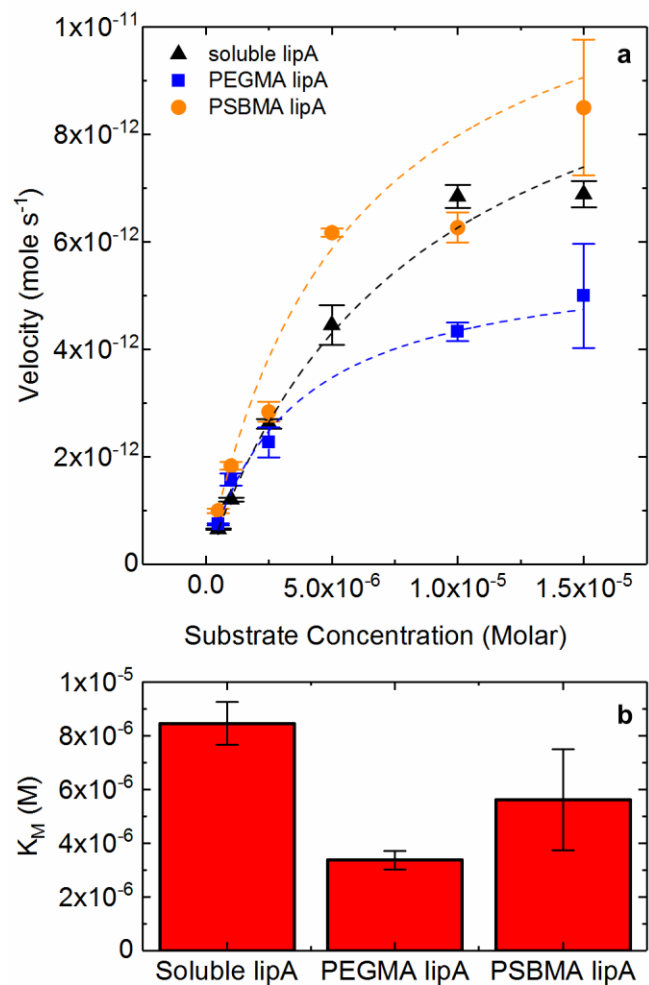 1x10⁻¹¹
a
soluble lipA
PEGMA lipA
PSBMA lipA
8x10⁻¹²
6x10⁻¹²
4x10⁻¹²
2x10⁻¹²
0
Velocity (mole s⁻¹)
0.0
5.0x10⁻⁶
1.0x10⁻⁵
1.5x10⁻⁵
Substrate Concentration (Molar)
1x10⁻⁵
b
8x10⁻⁶
6x10⁻⁶
4x10⁻⁶
2x10⁻⁶
0
K_M (M)
Soluble lipA
PEGMA lipA
PSBMA lipA